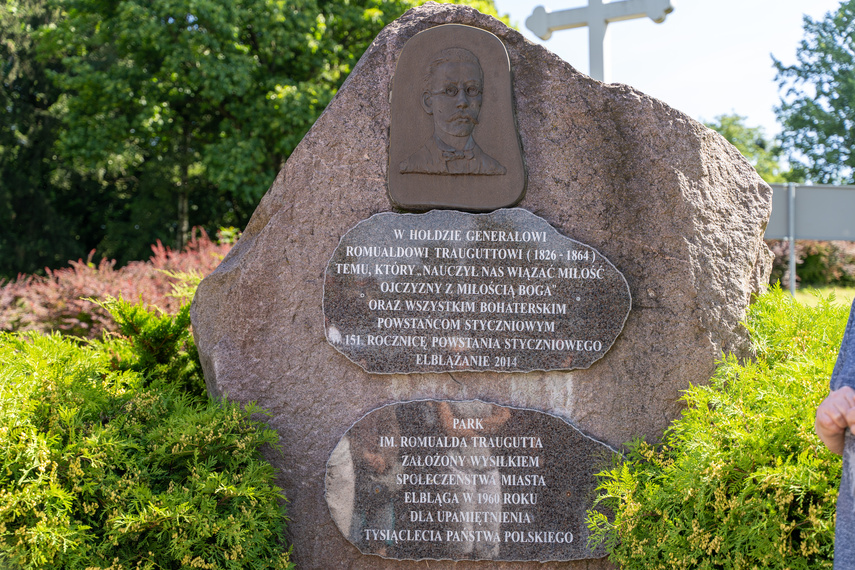 W HOŁDZIE GENERAŁOWI
ROMUALDOWI TRAUGUTTOWI ( 1826 - 1864 )
TEMU, KTÓRY „NAUCZYŁ NAS WIĄZAĆ MIŁOŚĆ
OJCZYZNY Z MIŁOŚCIĄ BOGA"
ORAZ WSZYSTKIM BOHATERSKIM
POWSTAŃCOM STYCZNIOWYM
W 151. ROCZNICĘ POWSTANIA STYCZNIOWEGO
ELBLĄŻANIE 2014
PARK
IM. ROMUALDA TRAUGUTTA
ZAŁOŻONY WYSIŁKIEM
SPOŁECZEŃSTWA MIASTA
ELBLĄGA W 1960 ROKU
DLA UPAMIĘTNIENIA
TYSIĄCLECIA PAŃSTWA POLSKIEGO